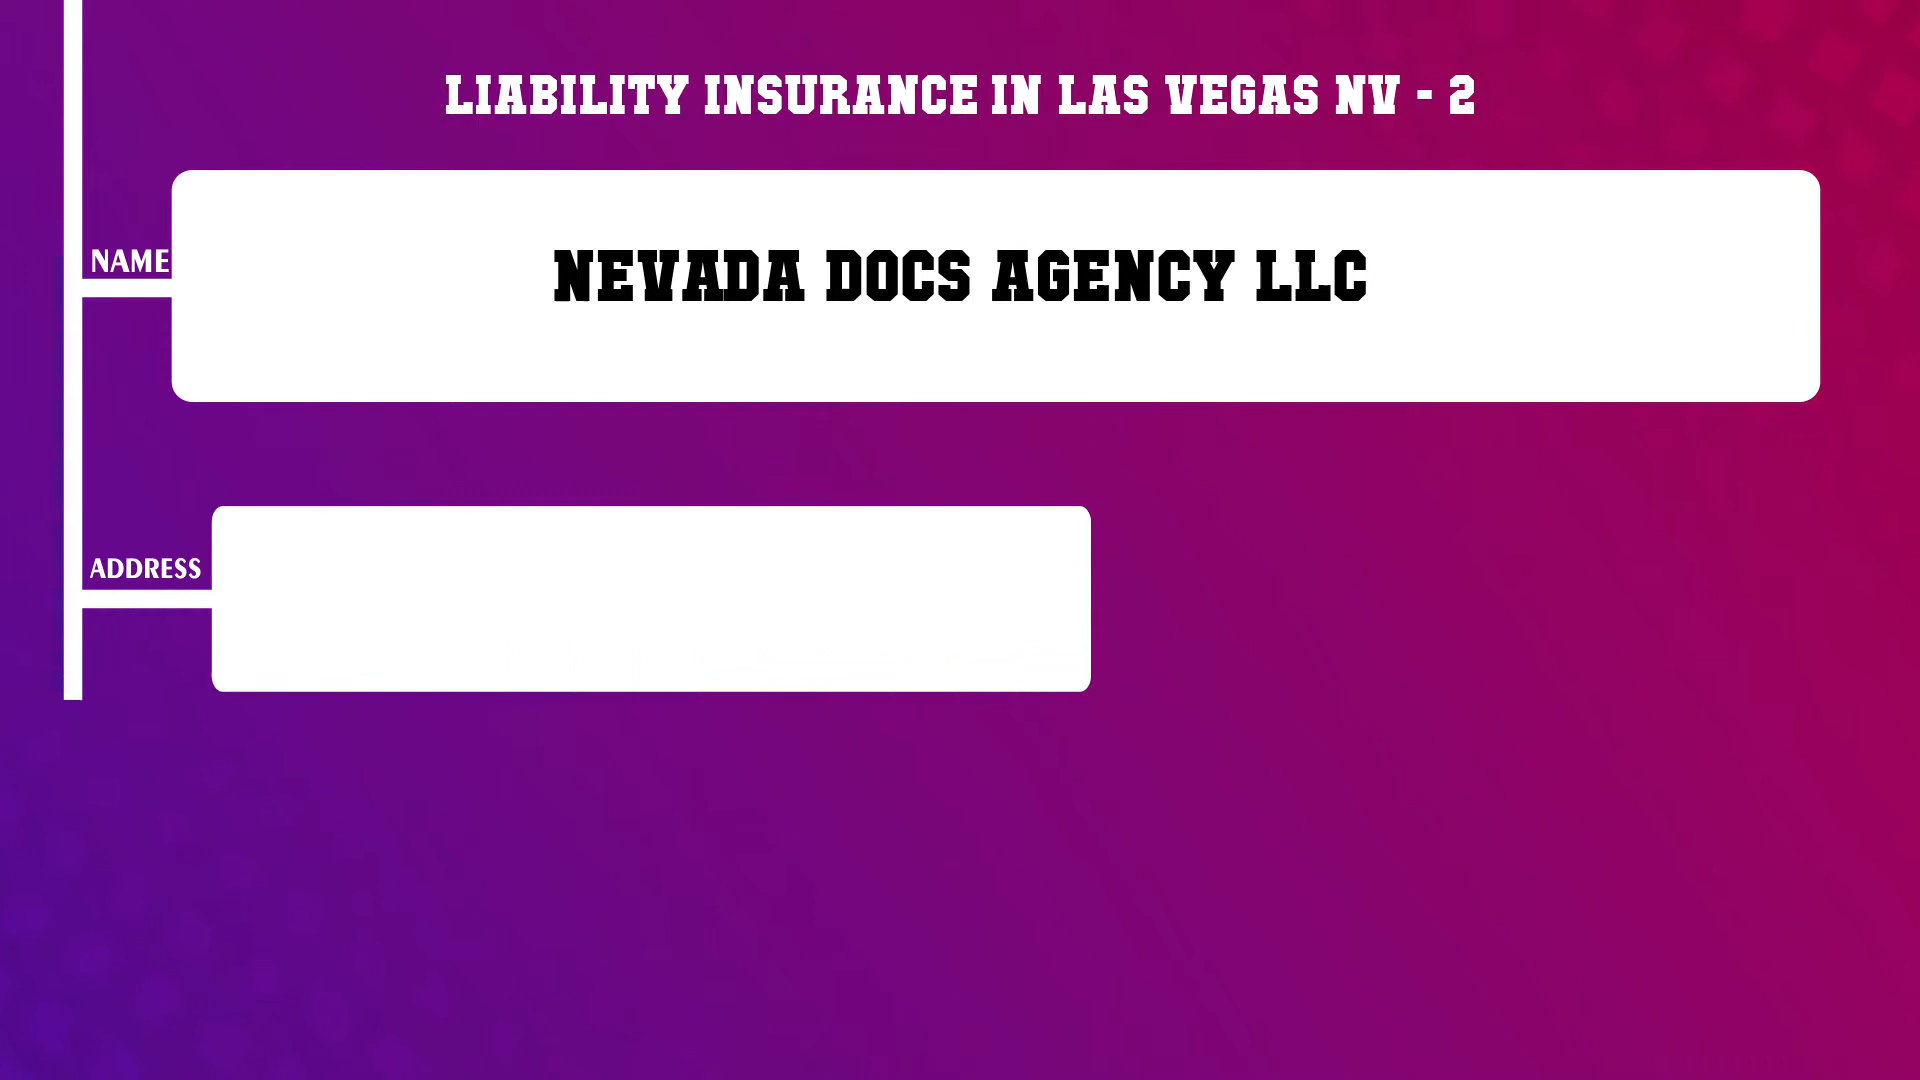 LIABILITY INSURANCE IN LAS VEGAS NV - 2
NAME
NEVADA DOCS AGENCY LLC
ADDRESS